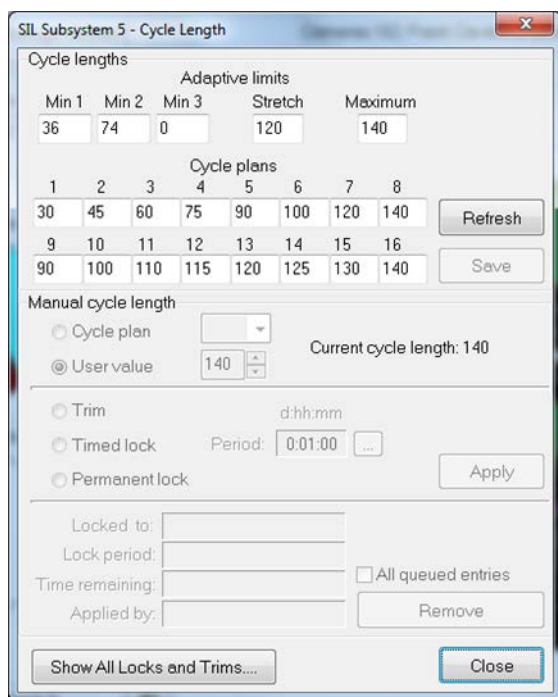 SIL Subsystem 5 - Cycle Length
Cycle lengths
Adaptive limits
Min 1 Min 2 Min 3 Stretch Maximum
36 74 0 120 140
Cycle plans
1 2 3 4 5 6 7 8
30 45 60 75 90 100 120 140
Refresh
9 10 11 12 13 14 15 16
90 100 110 115 120 125 130 140
Save
Manual cycle length
Cycle plan
User value 140
Current cycle length: 140
Trim d:hh:mm
Timed lock Period: 0:01:00 ...
Permanent lock
Apply
Locked to:
Lock period:
Time remaining:
All queued entries
Applied by:
Remove
Show All Locks and Trims....
Close